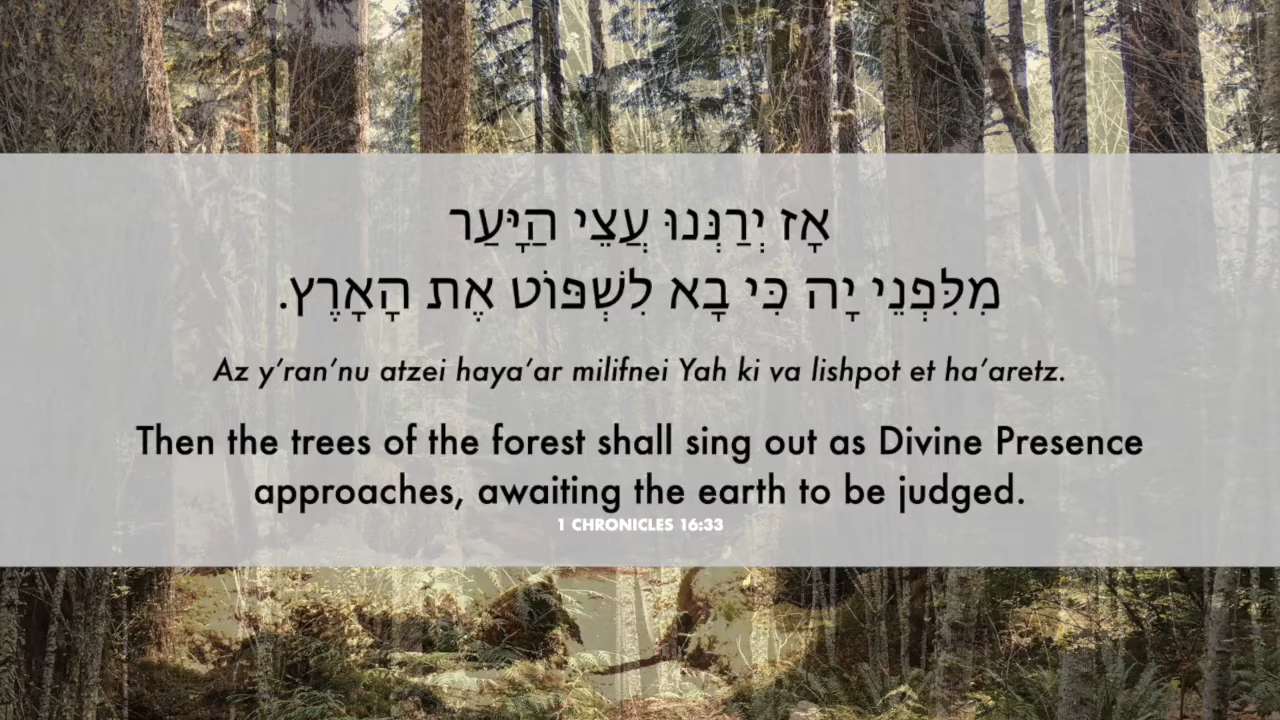 אָז יְרַנְּנוּ עֲצֵי הַיָּעַר
מִלִּפְנֵי יָה כִּי בָא לִשְׁפּוֹט אֶת הָאָרֶץ.
Az y’ran’nu atzei haya’ar milifnei Yah ki va lishpot et ha’aretz.
Then the trees of the forest shall sing out as Divine Presence
approaches, awaiting the earth to be judged.
1 CHRONICLES 16:33